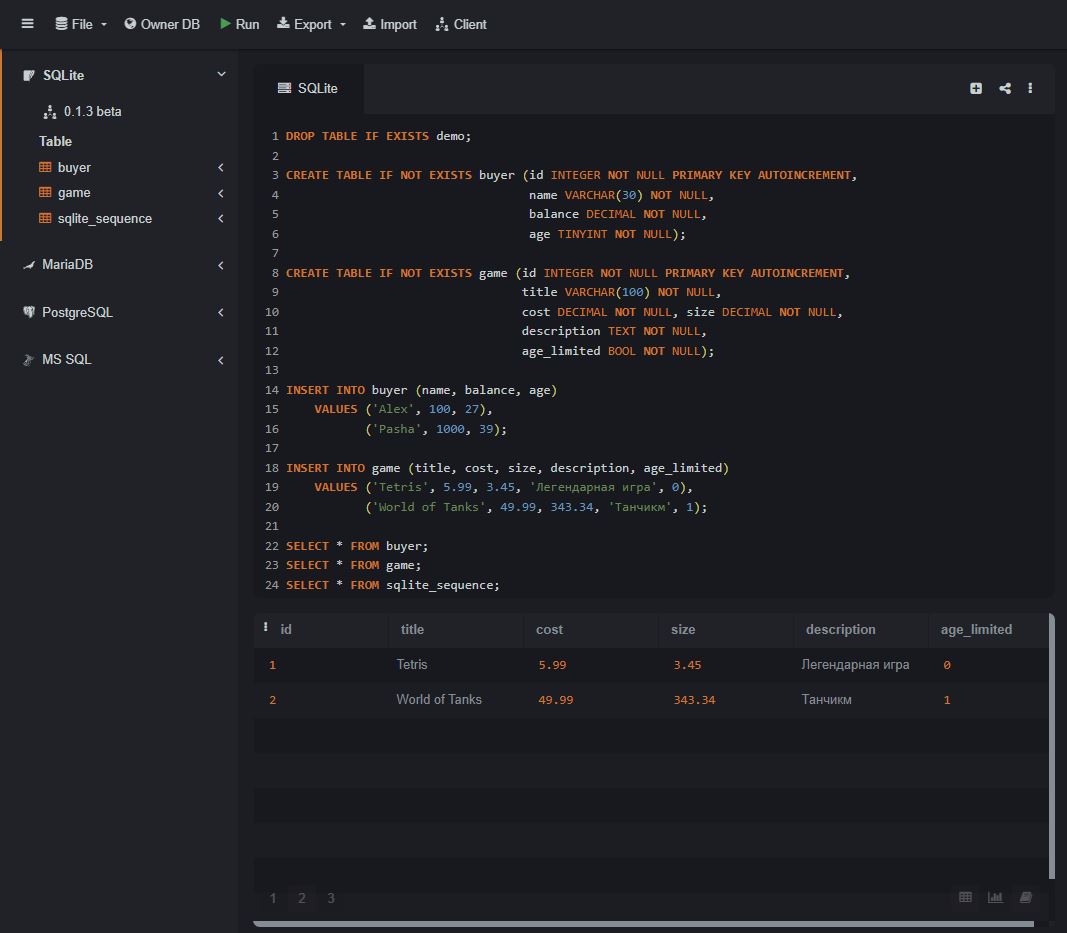 File Owner DB Run Export Import Client
SQLite
0.1.3 beta
Table
buyer
game
sqlite_sequence
MariaDB
PostgreSQL
MS SQL
SQLite
1 DROP TABLE IF EXISTS demo;
2
3 CREATE TABLE IF NOT EXISTS buyer (id INTEGER NOT NULL PRIMARY KEY AUTOINCREMENT,
4 name VARCHAR(30) NOT NULL,
5 balance DECIMAL NOT NULL,
6 age TINYINT NOT NULL);
7
8 CREATE TABLE IF NOT EXISTS game (id INTEGER NOT NULL PRIMARY KEY AUTOINCREMENT,
9 title VARCHAR(100) NOT NULL,
10 cost DECIMAL NOT NULL, size DECIMAL NOT NULL,
11 description TEXT NOT NULL,
12 age_limited BOOL NOT NULL);
13
14 INSERT INTO buyer (name, balance, age)
15 VALUES ('Alex', 100, 27),
16 ('Pasha', 1000, 39);
17
18 INSERT INTO game (title, cost, size, description, age_limited)
19 VALUES ('Tetris', 5.99, 3.45, 'Легендарная игра', 0),
20 ('World of Tanks', 49.99, 343.34, 'Танчикм', 1);
21
22 SELECT * FROM buyer;
23 SELECT * FROM game;
24 SELECT * FROM sqlite_sequence;
id title cost size description age_limited
1 Tetris 5.99 3.45 Легендарная игра 0
2 World of Tanks 49.99 343.34 Танчикм 1
1 2 3